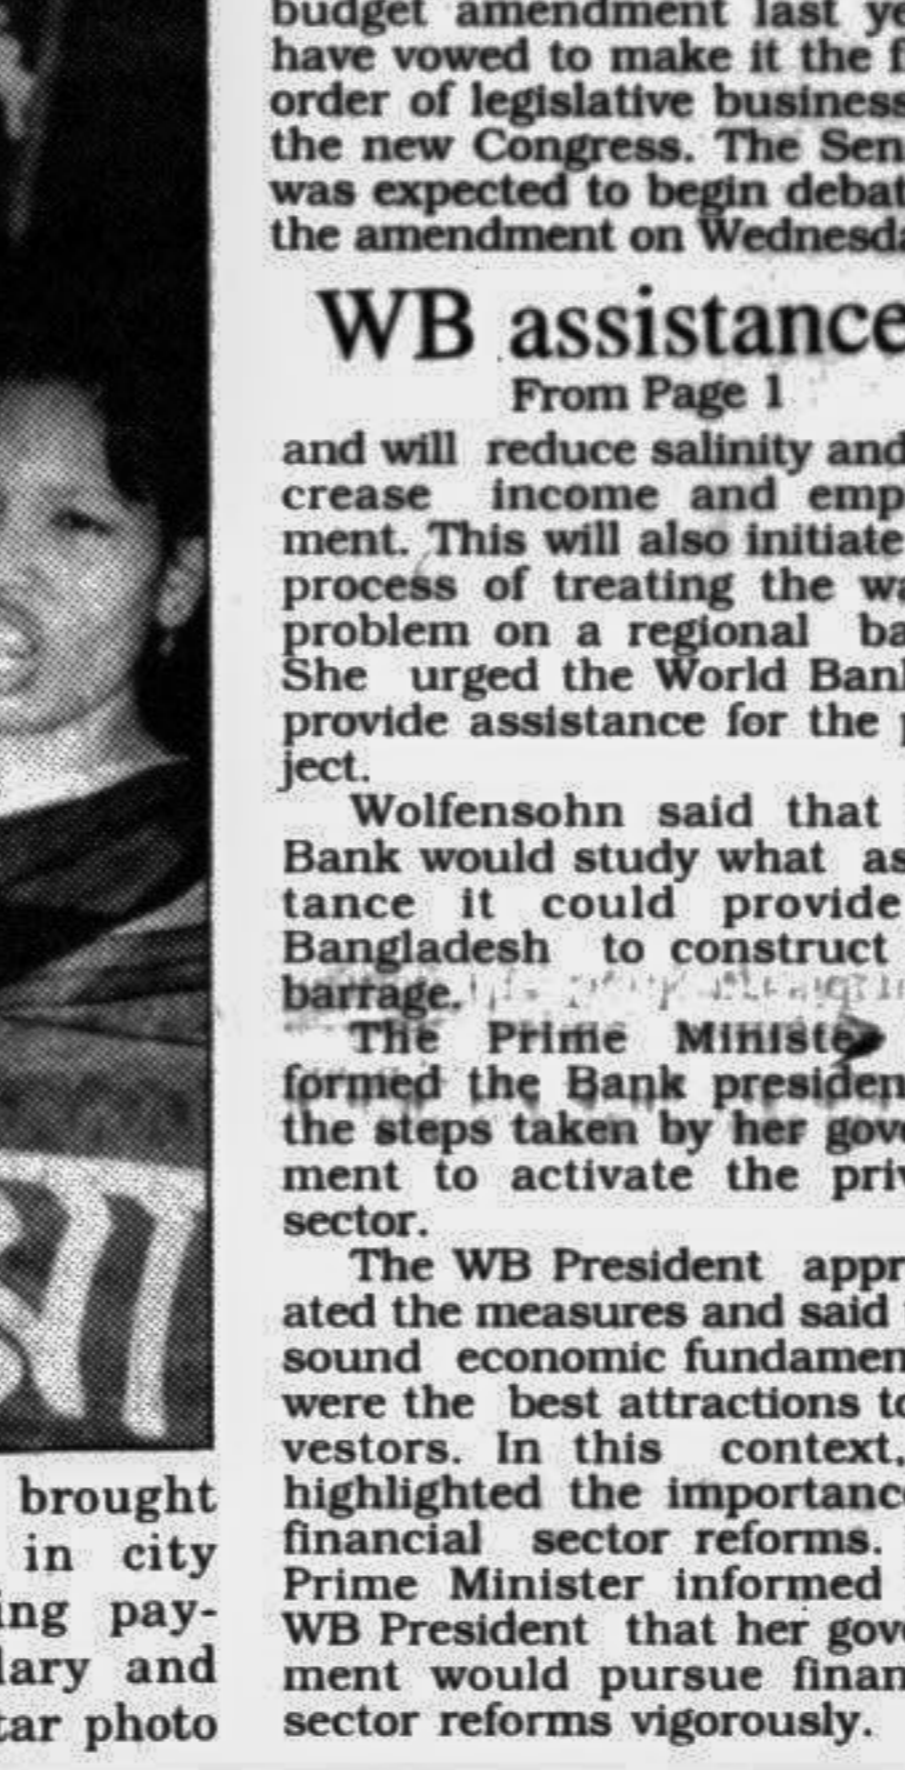 budget amendment last ye
have vowed to make it the f
order of legislative business
the new Congress. The Sen
was expected to begin debat
the amendment on Wednesda
WB assistance
From Page 1
and will reduce salinity and
crease income and emp
ment. This will also initiate
process of treating the wa
problem on a regional ba
She urged the World Bank
provide assistance for the p
ject.
Wolfensohn said that
Bank would study what as
tance it could provide
Bangladesh to construct
barrage.
The Prime Ministe
formed the Bank presiden
the steps taken by her gove
ment to activate the priv
sector.
The WB President appr
ated the measures and said
sound economic fundamen
were the best attractions to
vestors. In this context,
highlighted the importance
financial sector reforms.
Prime Minister informed
WB President that her gove
ment would pursue finan
sector reforms vigorously.
brought
in city
ing pay-
lary and
tar photo